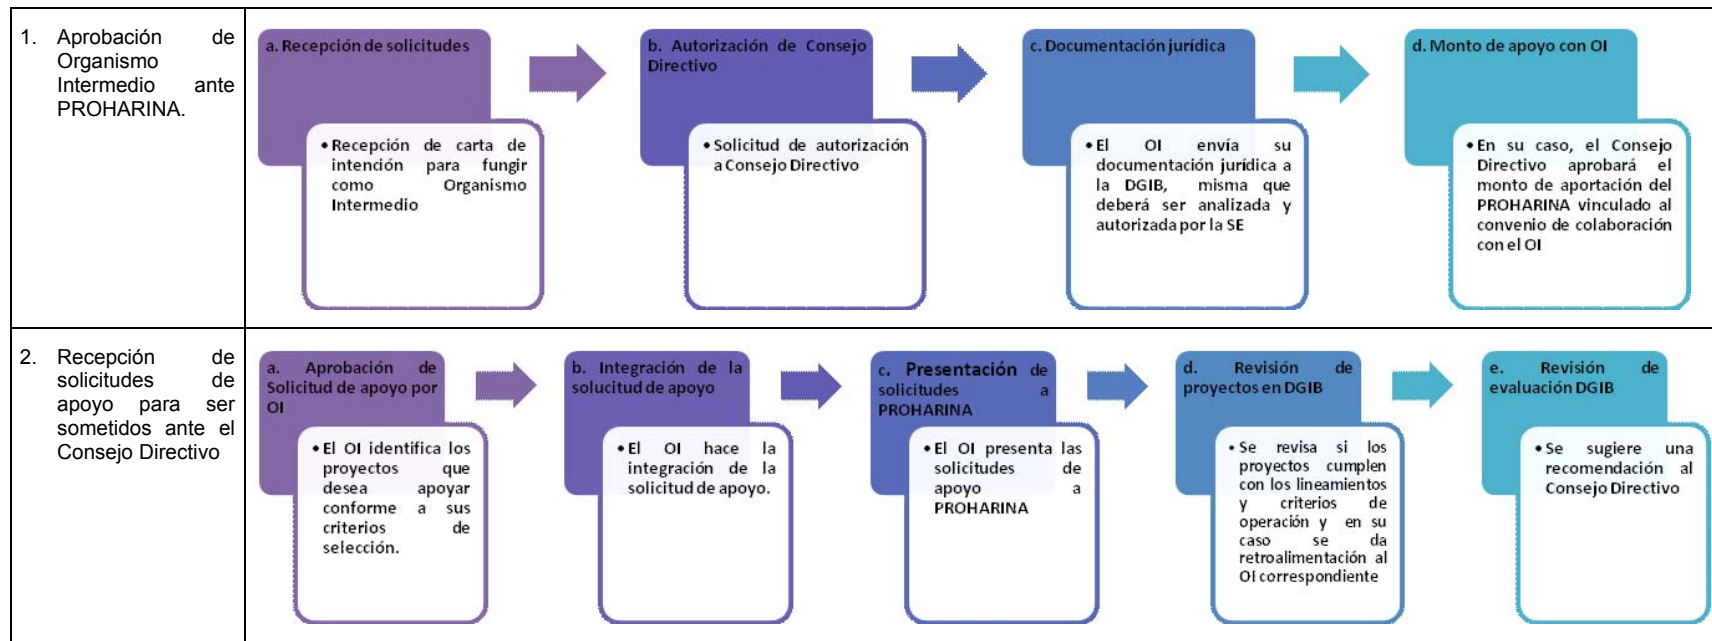 1. Aprobación de
Organismo
Intermedio ante
PROHARINA.
a. Recepción de solicitudes
• Recepción de carta de
intención para fungir
como Organismo
Intermedio
b. Autorización de Consejo
Directivo
• Solicitud de autorización
a Consejo Directivo
c. Documentación jurídica
• El OI envía su
documentación jurídica a
la DGIB, misma que
deberá ser analizada y
autorizada por la SE
d. Monto de apoyo con OI
• En su caso, el Consejo
Directivo aprobará el
monto de aportación del
PROHARINA vinculado al
convenio de colaboración
con el OI
2. Recepción de
solicitudes de
apoyo para ser
sometidos ante el
Consejo Directivo
a. Aprobación de
Solicitud de apoyo por
OI
• El OI identifica los
proyectos que
desea apoyar
conforme a sus
criterios de
selección.
b. Integración de la
solucitud de apoyo
• El OI hace la
integración de la
solicitud de apoyo.
c. Presentación de
solicitudes a
PROHARINA
• El OI presenta las
solicitudes de
apoyo a
PROHARINA
d. Revisión de
proyectos en DGIB
• Se revisa si los
proyectos cumplen
con los lineamientos
y criterios de
operación y en su
caso se da
retroalimentación al
OI correspondiente
e. Revisión de
evaluación DGIB
• Se sugiere una
recomendación al
Consejo Directivo